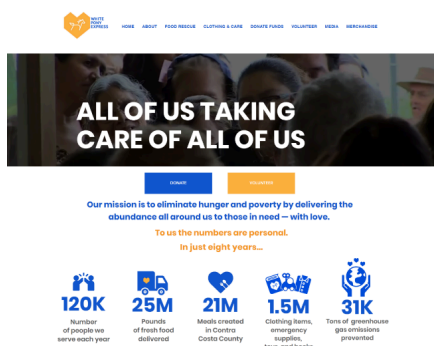 WHITE
PONY
EXPRESS
HOME ABOUT FOOD RESCUE CLOTHING & CARE DONATE FUNDS VOLUNTEER MEDIA MERCHANDISE
ALL OF US TAKING
CARE OF ALL OF US
DONATE VOLUNTEER
Our mission is to eliminate hunger and poverty by delivering the
abundance all around us to those in need — with love.
To us the numbers are personal.
In just eight years...
120K 25M 21M 1.5M 31K
Number Pounds Meals created Clothing items, Tons of greenhouse
of people we of fresh food in Contra emergency gas emissions
serve each year delivered Costa County supplies, prevented
toys, and books